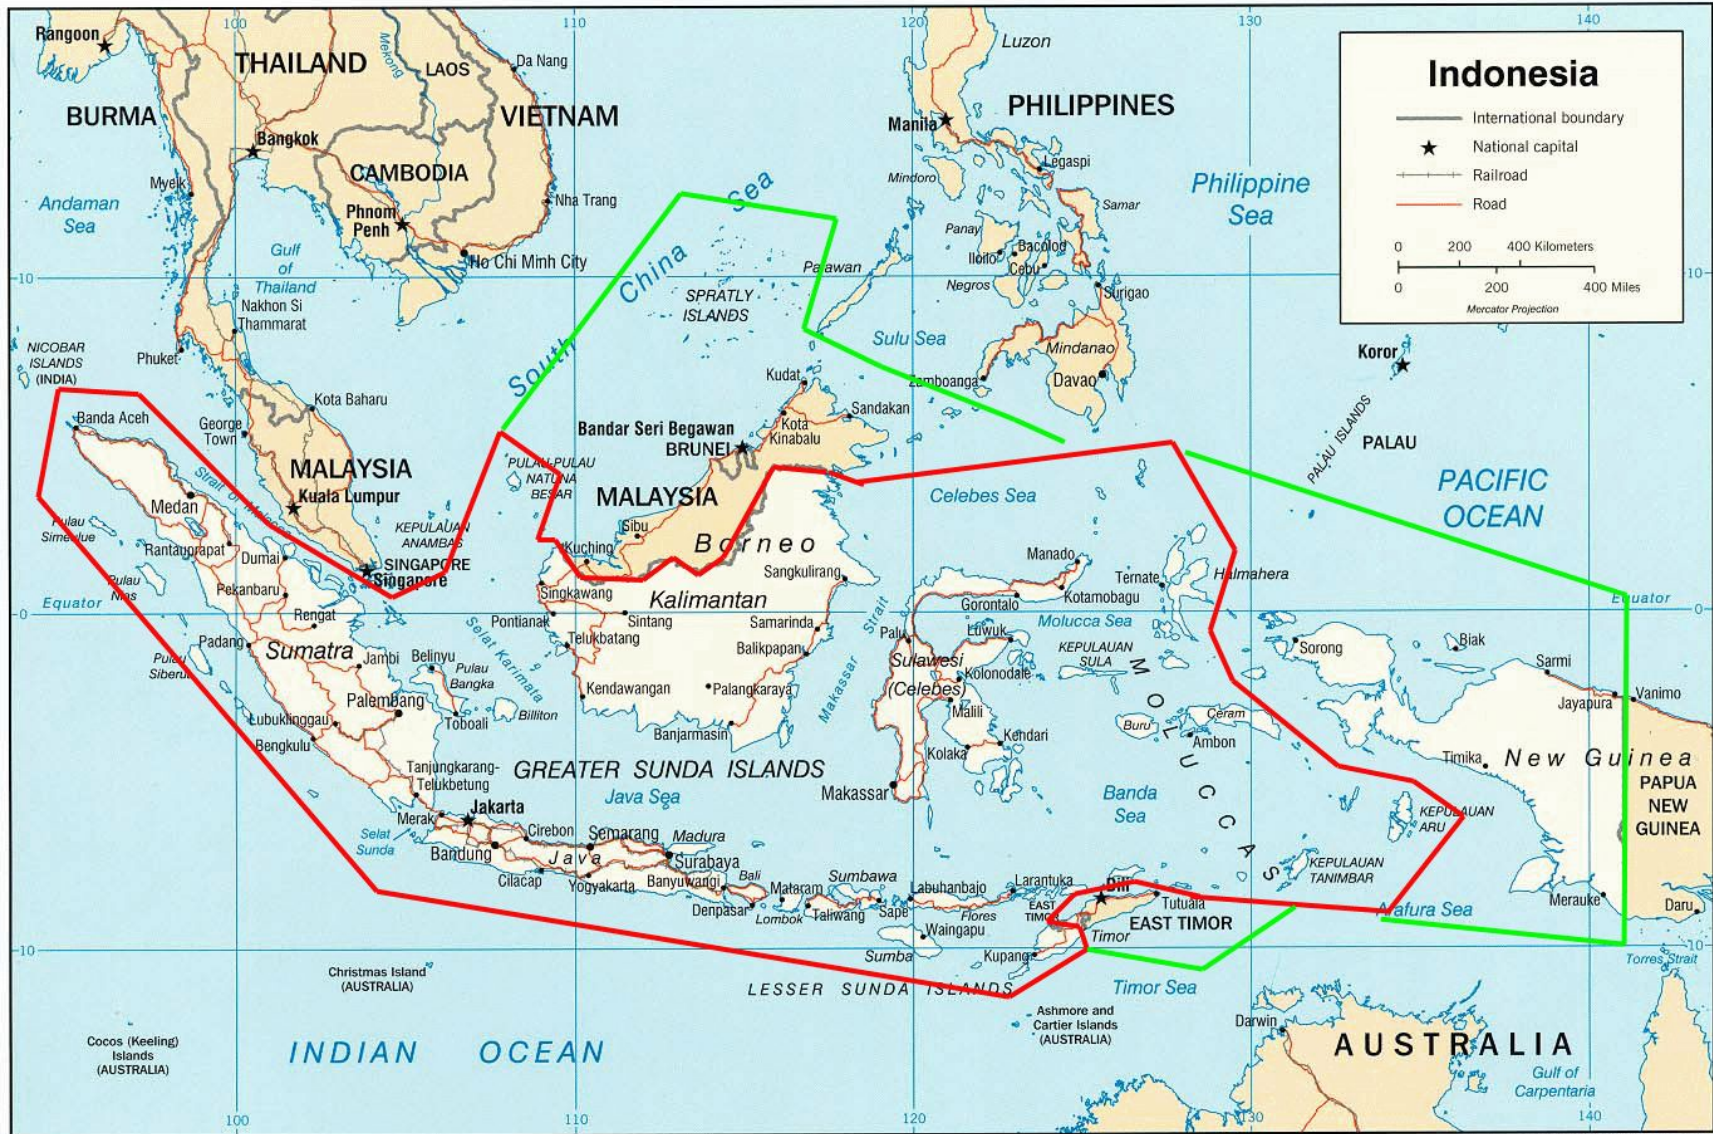 100
110
120
130
140
Rangoon
THAILAND
LAOS
Mekong
Da Nang
Luzon
Indonesia
BURMA
VIETNAM
PHILIPPINES
International boundary
Manila
National capital
Bangkok
Legaspi
Railroad
CAMBODIA
Mindoro
Myeik
Nha Trang
Sea
Philippine
Sea
Samar
Road
Andaman
Sea
Phnom
Penh
Panay
0 200 400 Kilometers
Gulf
of
Thailand
Ho Chi Minh City
China
Palawan
Iloilo
Bacolod
Cebu
10
10
0 200 400 Miles
Mercator Projection
Nakhon Si
Thammarat
SPRATLY
ISLANDS
Negros
Surigao
NICOBAR
ISLANDS
(INDIA)
Phuket
South
Sulu Sea
Mindanao
Koror
Kudat
Zamboanga
Davao
Kota Baharu
George
Town
Banda Aceh
Bandar Seri Begawan
BRUNEI
Kota
Kinabalu
Sandakan
PALAU ISLANDS
PALAU
MALAYSIA
Kuala Lumpur
Strait of Malacca
PULAU-PULAU
NATUNA
BESAR
MALAYSIA
Celebes Sea
PACIFIC
OCEAN
Medan
Pulau
Simeulue
KEPULAUAN
ANAMBAS
Sibu
Rantauprapat
Dumai
SINGAPORE
Singapore
Kuching
Borneo
Manado
Pulau
Nias
Pekanbaru
Singkawang
Kalimantan
Sangkulirang
Ternate
Halmahera
Equator
Equator
0
0
Rengat
Pontianak
Sintang
Samarinda
Gorontalo
Kotamobagu
Molucca Sea
Padang
Sumatra
Selat Karimata
Telukbatang
Balikpapan
Makassar
Strait
Palu
Luwuk
KEPULAUAN
SULA
Sorong
Biak
Pulau
Siberut
Jambi
Belinyu
Pulau
Bangka
Kendawangan
Palangkaraya
Sulawesi
(Celebes)
Kolonodale
MOLUCCAS
Sarmi
Vanimo
Jayapura
Palembang
Toboali
Billiton
Malili
Buru
Ceram
Lubuklinggau
Bengkulu
Banjarmasin
Kolaka
Kendari
Ambon
Timika
New Guinea
Tanjungkarang-
Telukbetung
GREATER SUNDA ISLANDS
Java Sea
Makassar
Banda
Sea
KEPULAUAN
ARU
PAPUA
NEW
GUINEA
Merak
Jakarta
Selat
Sunda
Bandung
Cirebon
Semarang
Madura
Java
Surabaya
Cilacap
Yogyakarta
Banyuwangi
Bali
Mataram
Sumbawa
Labuhanbajo
Larantuka
Dili
KEPULAUAN
TANIMBAR
Denpasar
Lombok
Taliwang
Sape
Flores
EAST
TIMOR
Tutuala
EAST TIMOR
Arafura Sea
Merauke
Daru
Waingapu
Timor
10
10
Sumba
Kupang
Torres Strait
Christmas Island
(AUSTRALIA)
LESSER SUNDA ISLANDS
Timor Sea
Ashmore and
Cartier Islands
(AUSTRALIA)
Darwin
Cocos (Keeling)
Islands
(AUSTRALIA)
INDIAN OCEAN
AUSTRALIA
Gulf of
Carpentaria
100
110
120
130
140